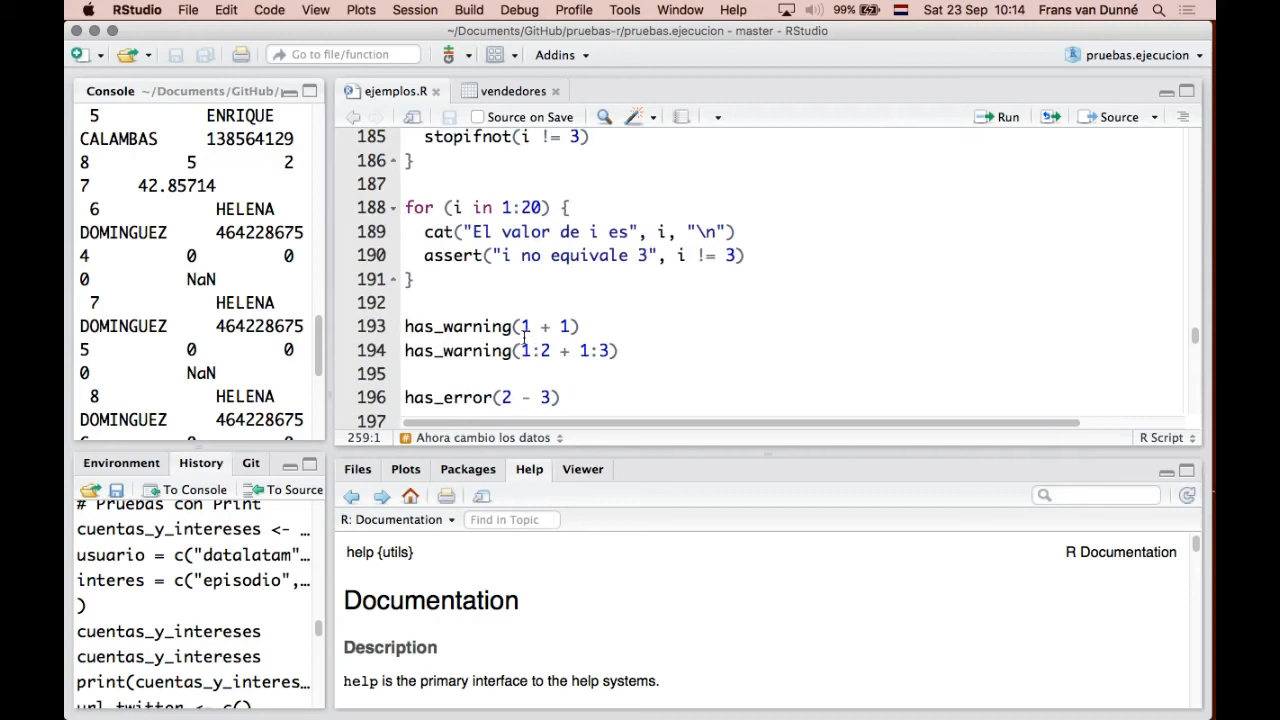 RStudio File Edit Code View Plots Session Build Debug Profile Tools Window Help 99% Sat 23 Sep 10:14 Frans van Dunné
~/Documents/GitHub/pruebas-r/pruebas.ejecucion - master - RStudio
Go to file/function Addins pruebas.ejecucion
Console ~/Documents/GitHub/
5 ENRIQUE
CALAMBAS 138564129
8 5 2
7 42.85714
6 HELENA
DOMINGUEZ 464228675
4 0 0
0 NaN
7 HELENA
DOMINGUEZ 464228675
5 0 0
0 NaN
8 HELENA
DOMINGUEZ 464228675
ejemplos.R vendedores
Source on Save Run Source
185 stopifnot(i != 3)
186 }
187
188 for (i in 1:20) {
189 cat("El valor de i es", i, "\n")
190 assert("i no equivale 3", i != 3)
191 }
192
193 has_warning(1 + 1)
194 has_warning(1:2 + 1:3)
195
196 has_error(2 - 3)
197
259:1 # Ahora cambio los datos R Script
Environment History Git
To Console To Source
# Pruebas con Print
cuentas_y_intereses <- ...
usuario = c("datalatam"...
interes = c("episodio",...
)
cuentas_y_intereses
cuentas_y_intereses
print(cuentas_y_interes...
url_twitter <- c()
Files Plots Packages Help Viewer
R: Documentation Find in Topic
help {utils} R Documentation
Documentation
Description
help is the primary interface to the help systems.